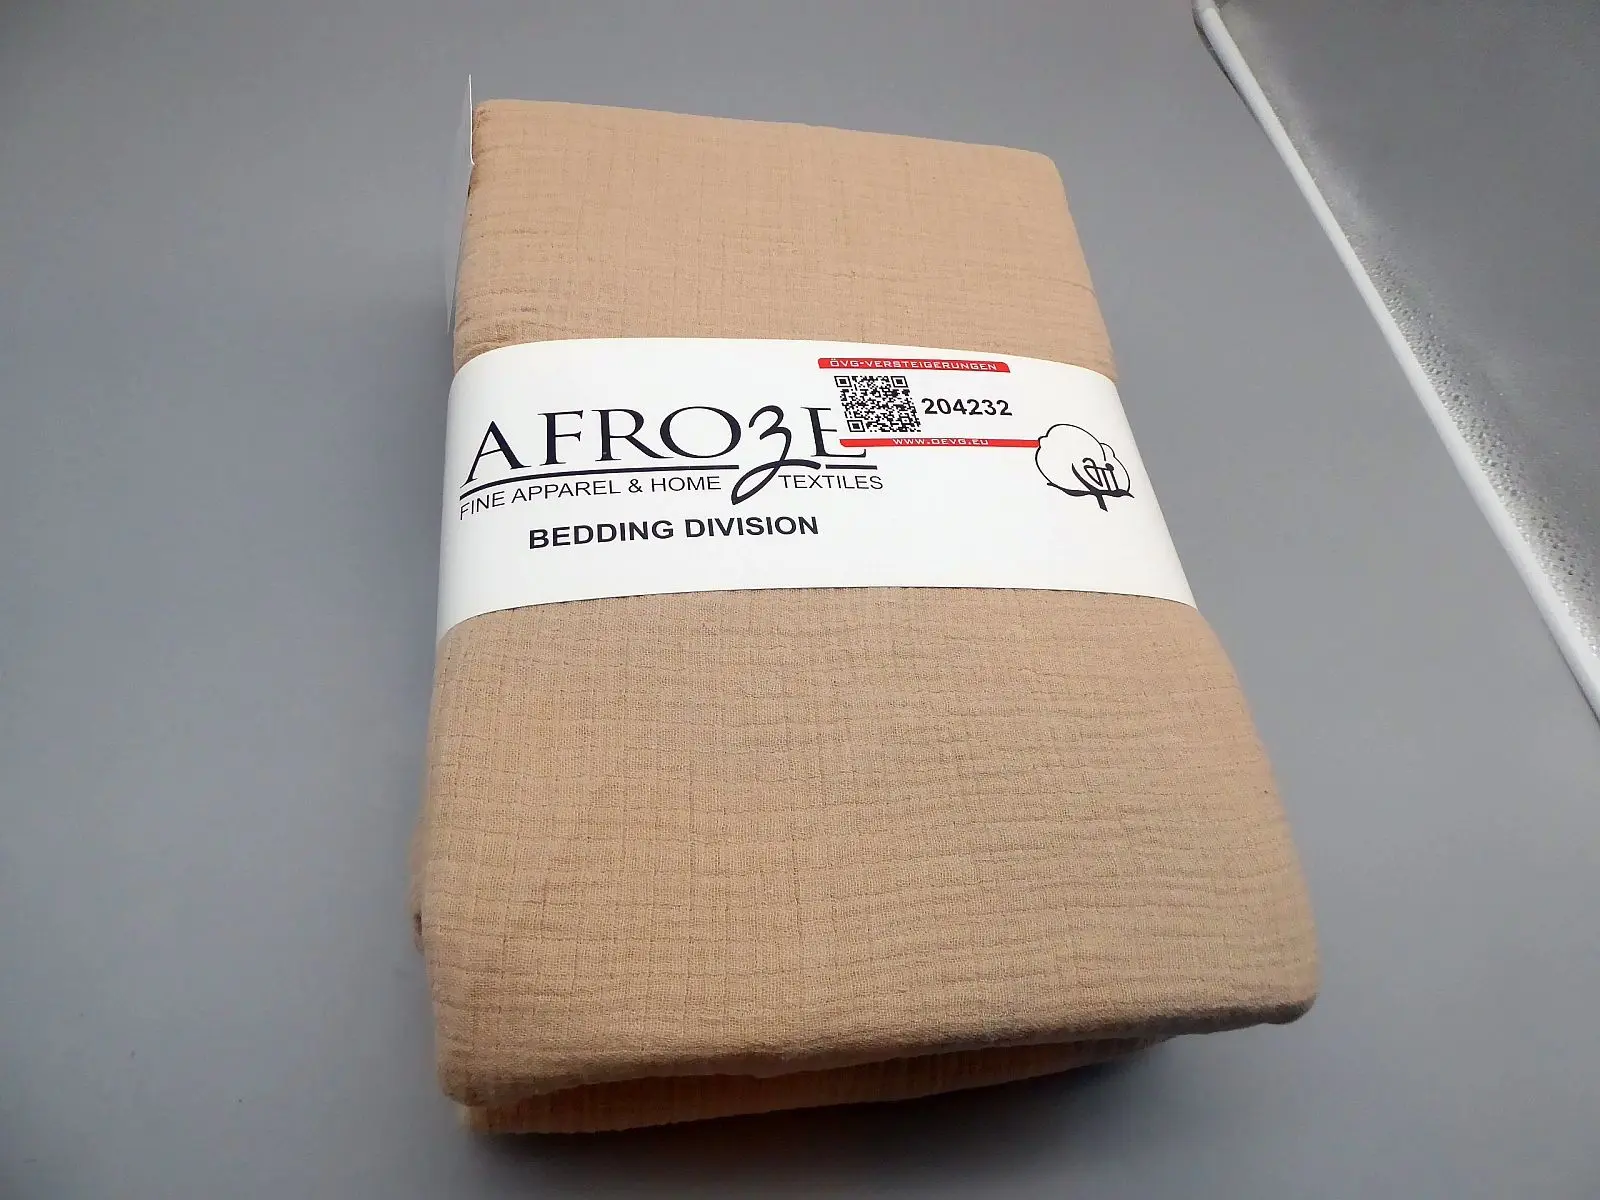 ÖVG-VERSTEIGERUNGEN
204232
WWW.OEVG.EU
AFROZE
FINE APPAREL & HOME TEXTILES
BEDDING DIVISION